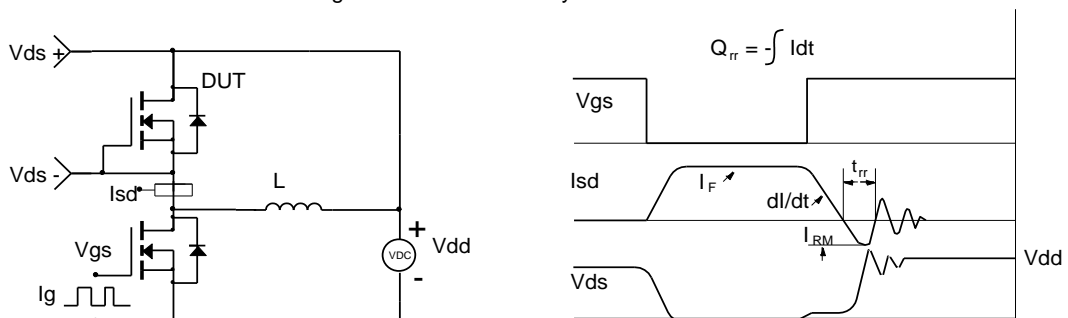 Vds +
DUT
Vds -
Isd
L
Vgs
Ig
+
VDC
-
Vdd
Qrr = -∫ Idt
Vgs
Isd
IF
dI/dt
trr
IRM
Vds
Vdd